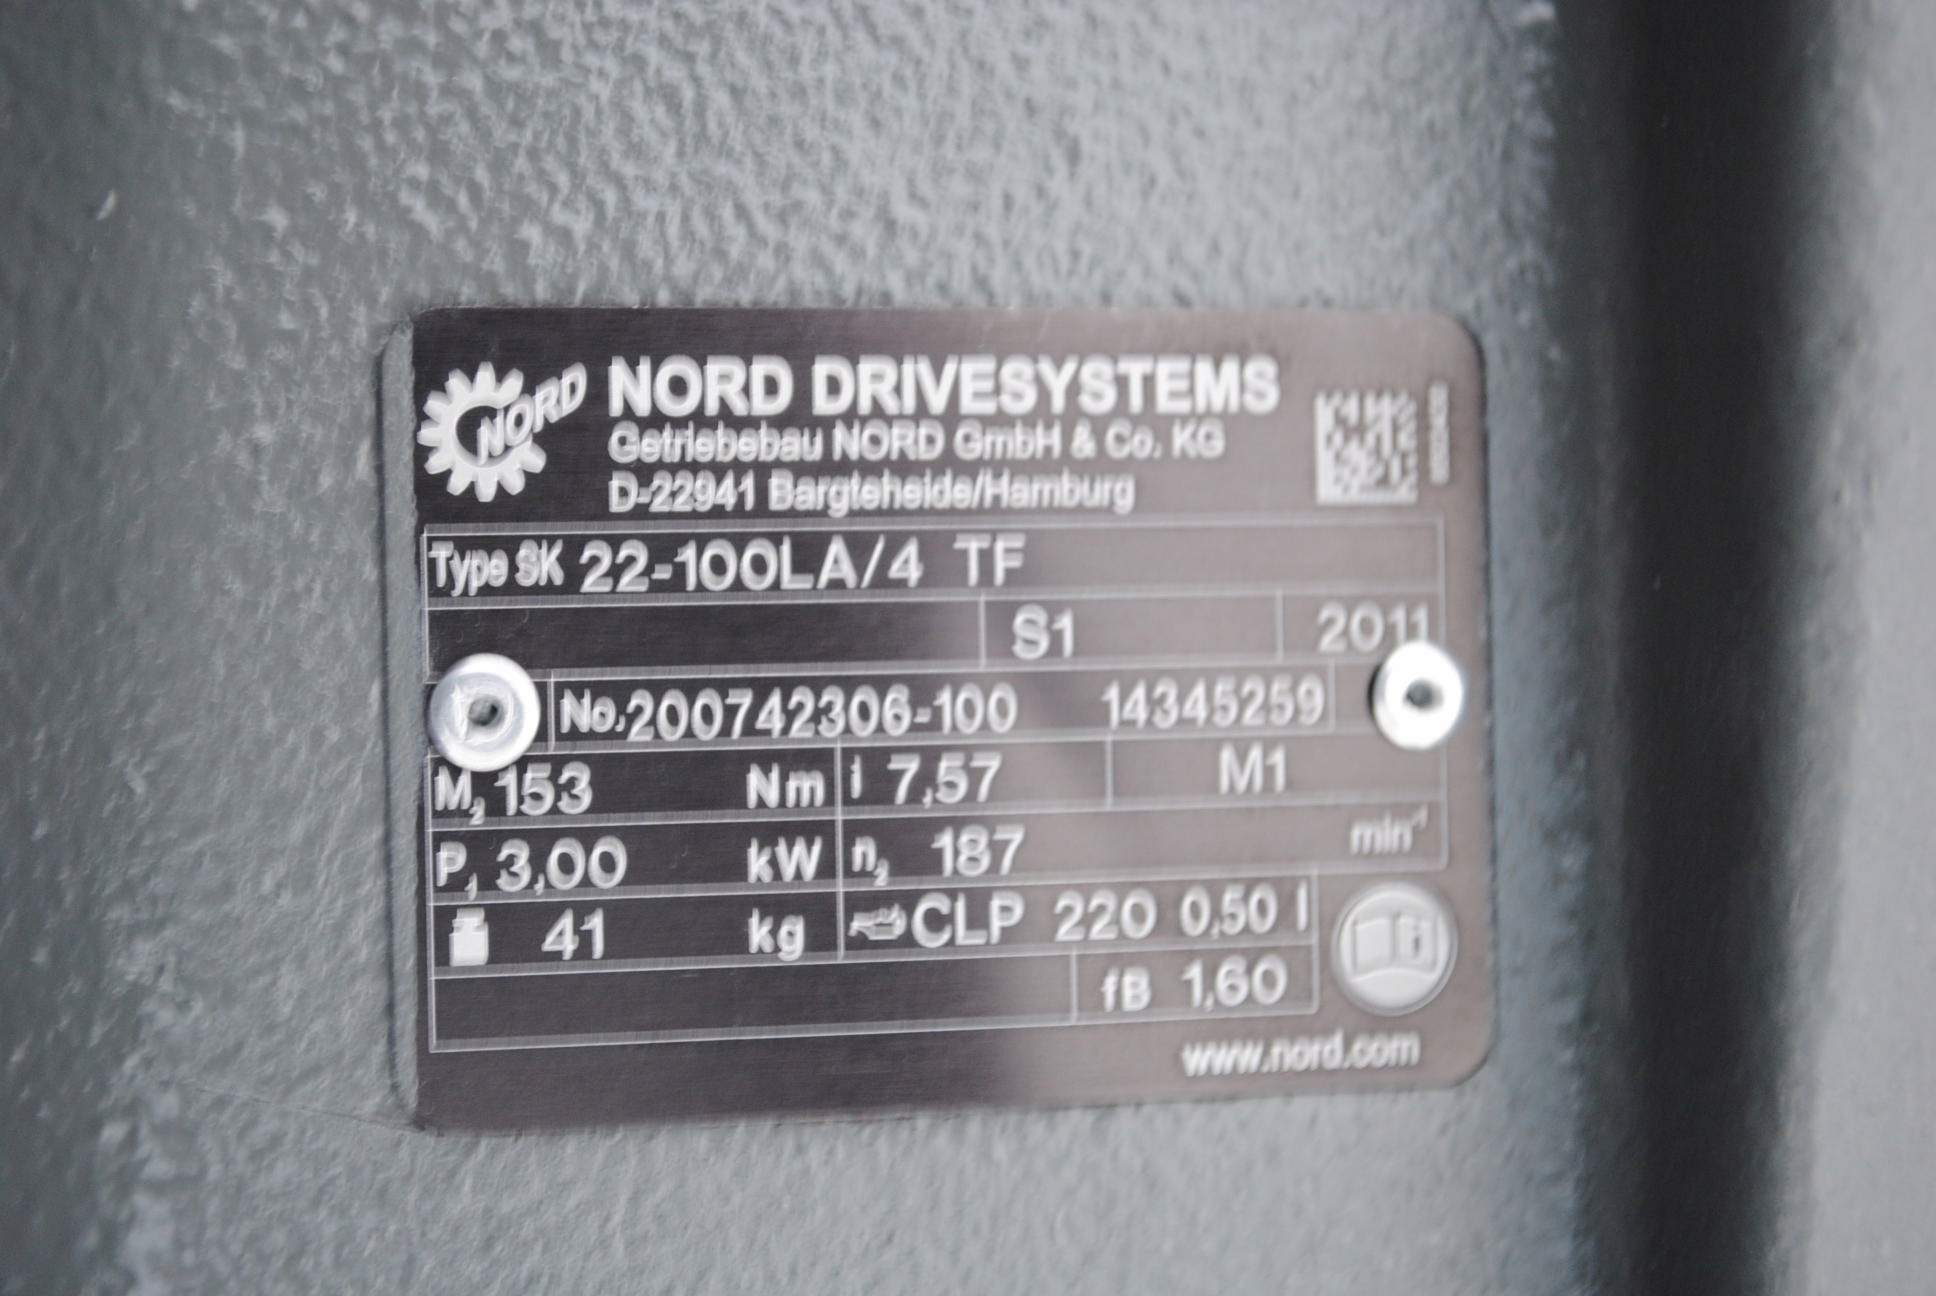 NORD
NORD DRIVESYSTEMS
Getriebebau NORD GmbH & Co. KG
D-22941 Bargteheide/Hamburg
Type SK 22-100LA/4 TF
S1 2011
No. 200742306-100 14345259
M₂ 153 Nm i 7,57 M1
P₁ 3,00 kW n₂ 187 min⁻¹
41 kg CLP 220 0,50 l
fB 1,60
www.nord.com